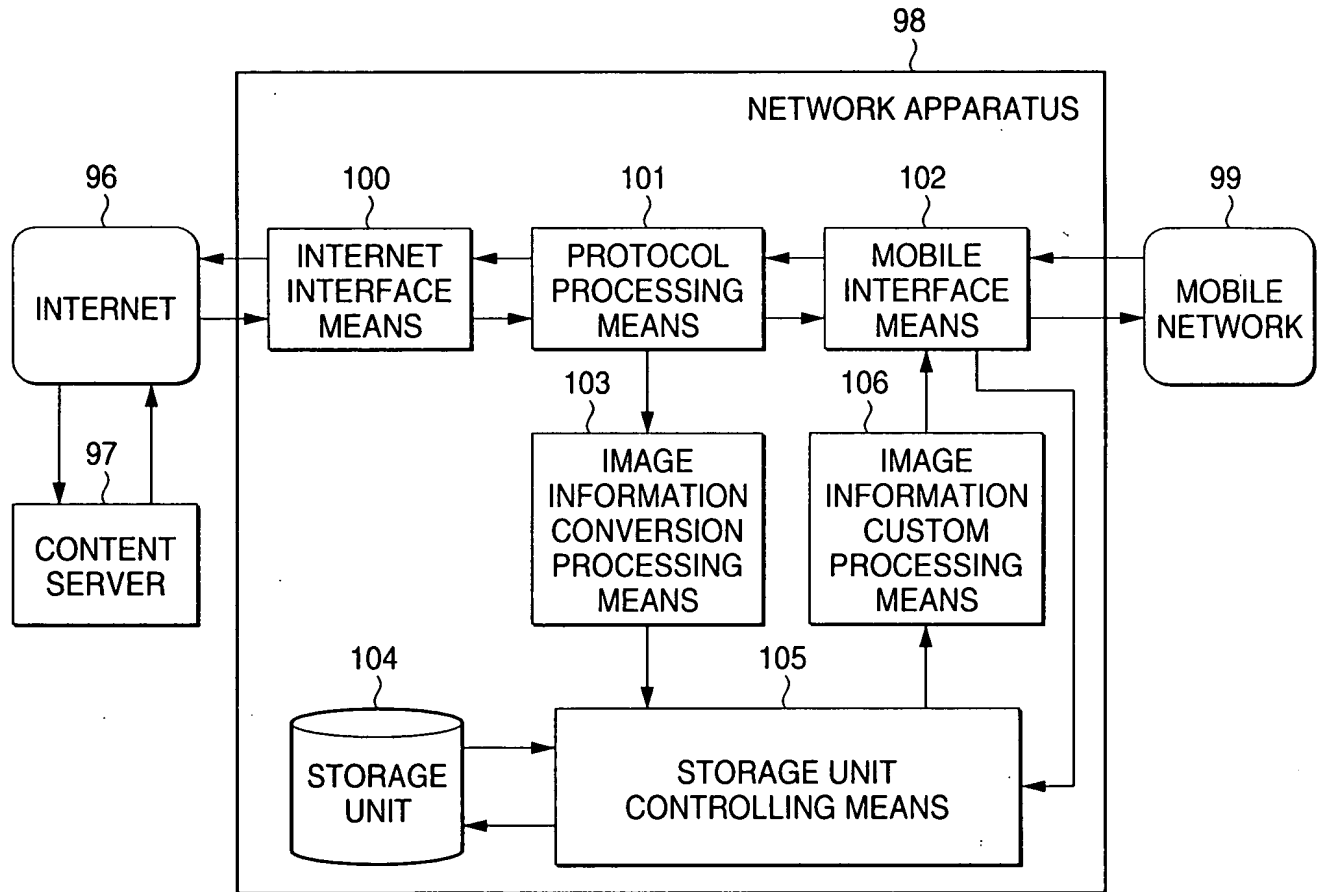 98
NETWORK APPARATUS
96
100
101
102
99
INTERNET
INTERNET
INTERFACE
MEANS
PROTOCOL
PROCESSING
MEANS
MOBILE
INTERFACE
MEANS
MOBILE
NETWORK
97
CONTENT
SERVER
103
IMAGE
INFORMATION
CONVERSION
PROCESSING
MEANS
106
IMAGE
INFORMATION
CUSTOM
PROCESSING
MEANS
104
STORAGE
UNIT
105
STORAGE UNIT
CONTROLLING MEANS